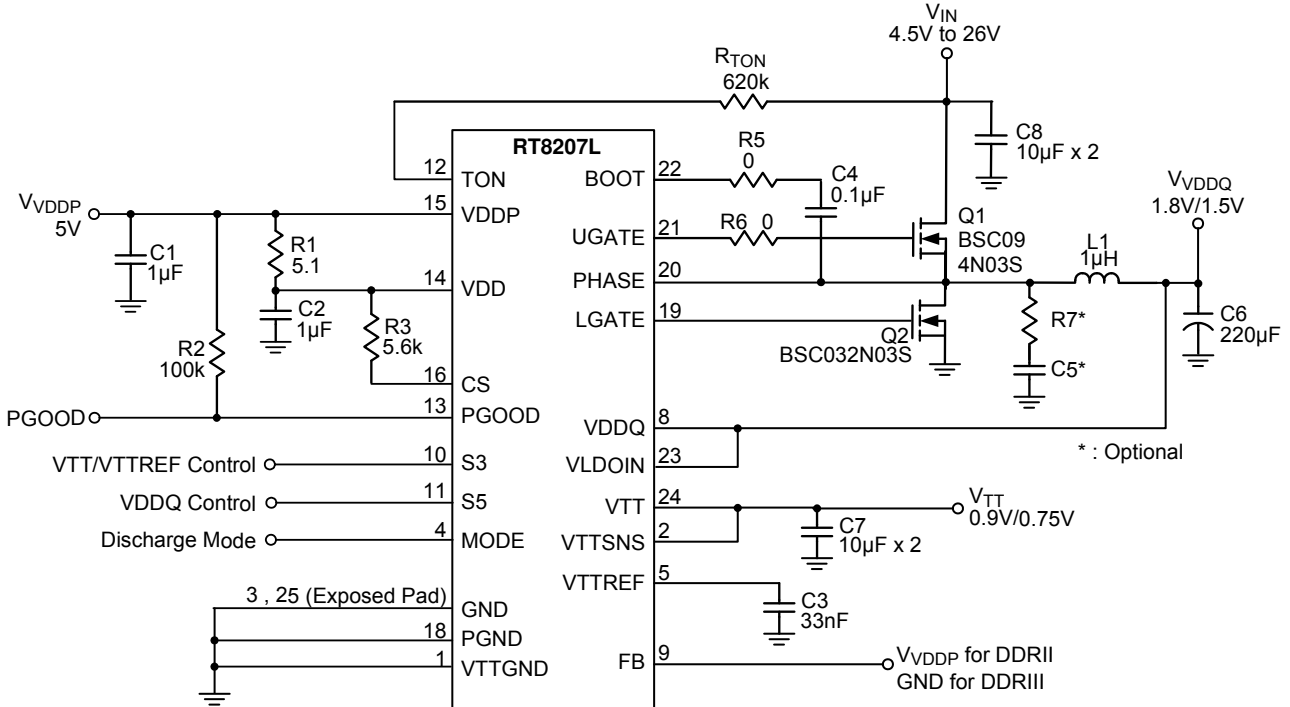 V_IN
4.5V to 26V
R_TON
620k
RT8207L
C8
10µF x 2
12
TON
BOOT
22
R5
0
C4
0.1µF
V_VDDP
5V
15
VDDP
V_VDDQ
1.8V/1.5V
C1
1µF
R1
5.1
UGATE
21
R6 0
Q1
BSC09
4N03S
L1
1µH
14
VDD
PHASE
20
C2
1µF
R3
5.6k
LGATE
19
Q2
BSC032N03S
R7*
C6
220µF
R2
100k
C5*
16
CS
PGOOD
13
PGOOD
VDDQ
8
* : Optional
VTT/VTTREF Control
10
S3
VLDOIN
23
VDDQ Control
11
S5
VTT
24
V_TT
0.9V/0.75V
C7
10µF x 2
Discharge Mode
4
MODE
VTTSNS
2
VTTREF
5
C3
33nF
3 , 25 (Exposed Pad)
GND
18
PGND
1
VTTGND
FB
9
V_VDDP for DDRII
GND for DDRIII